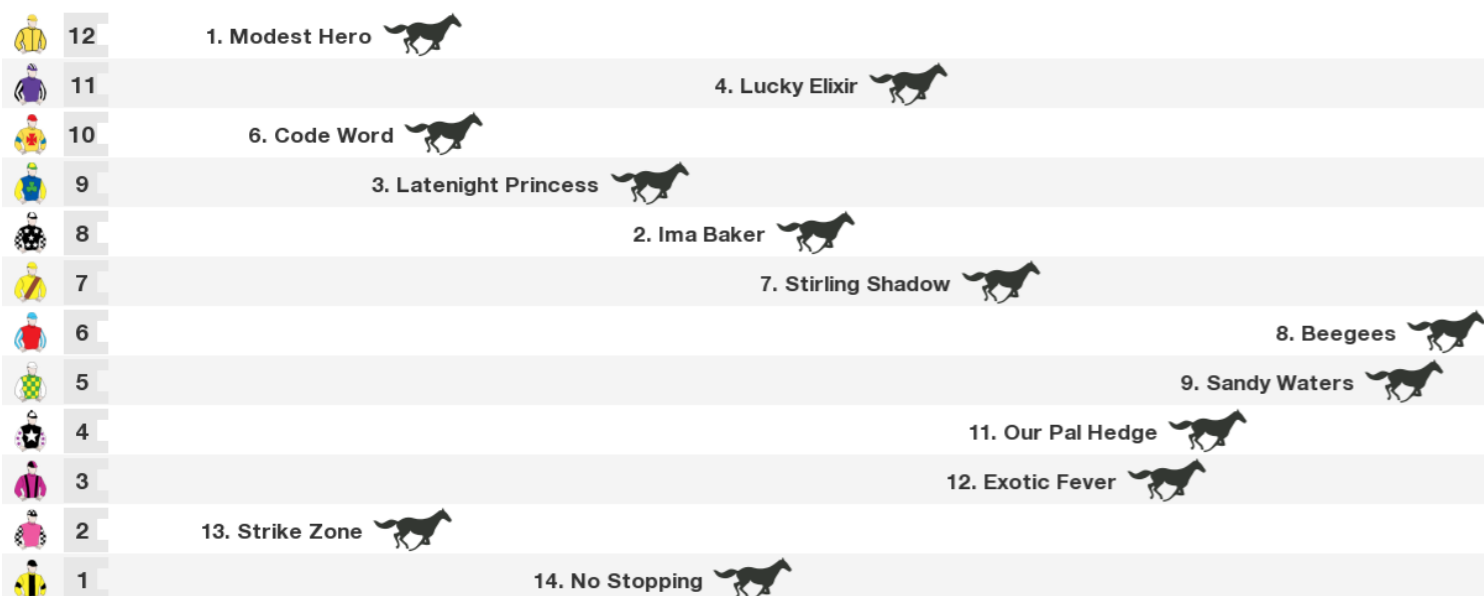 12 1. Modest Hero
11 4. Lucky Elixir
10 6. Code Word
9 3. Latenight Princess
8 2. Ima Baker
7 7. Stirling Shadow
6 8. Beegees
5 9. Sandy Waters
4 11. Our Pal Hedge
3 12. Exotic Fever
2 13. Strike Zone
1 14. No Stopping